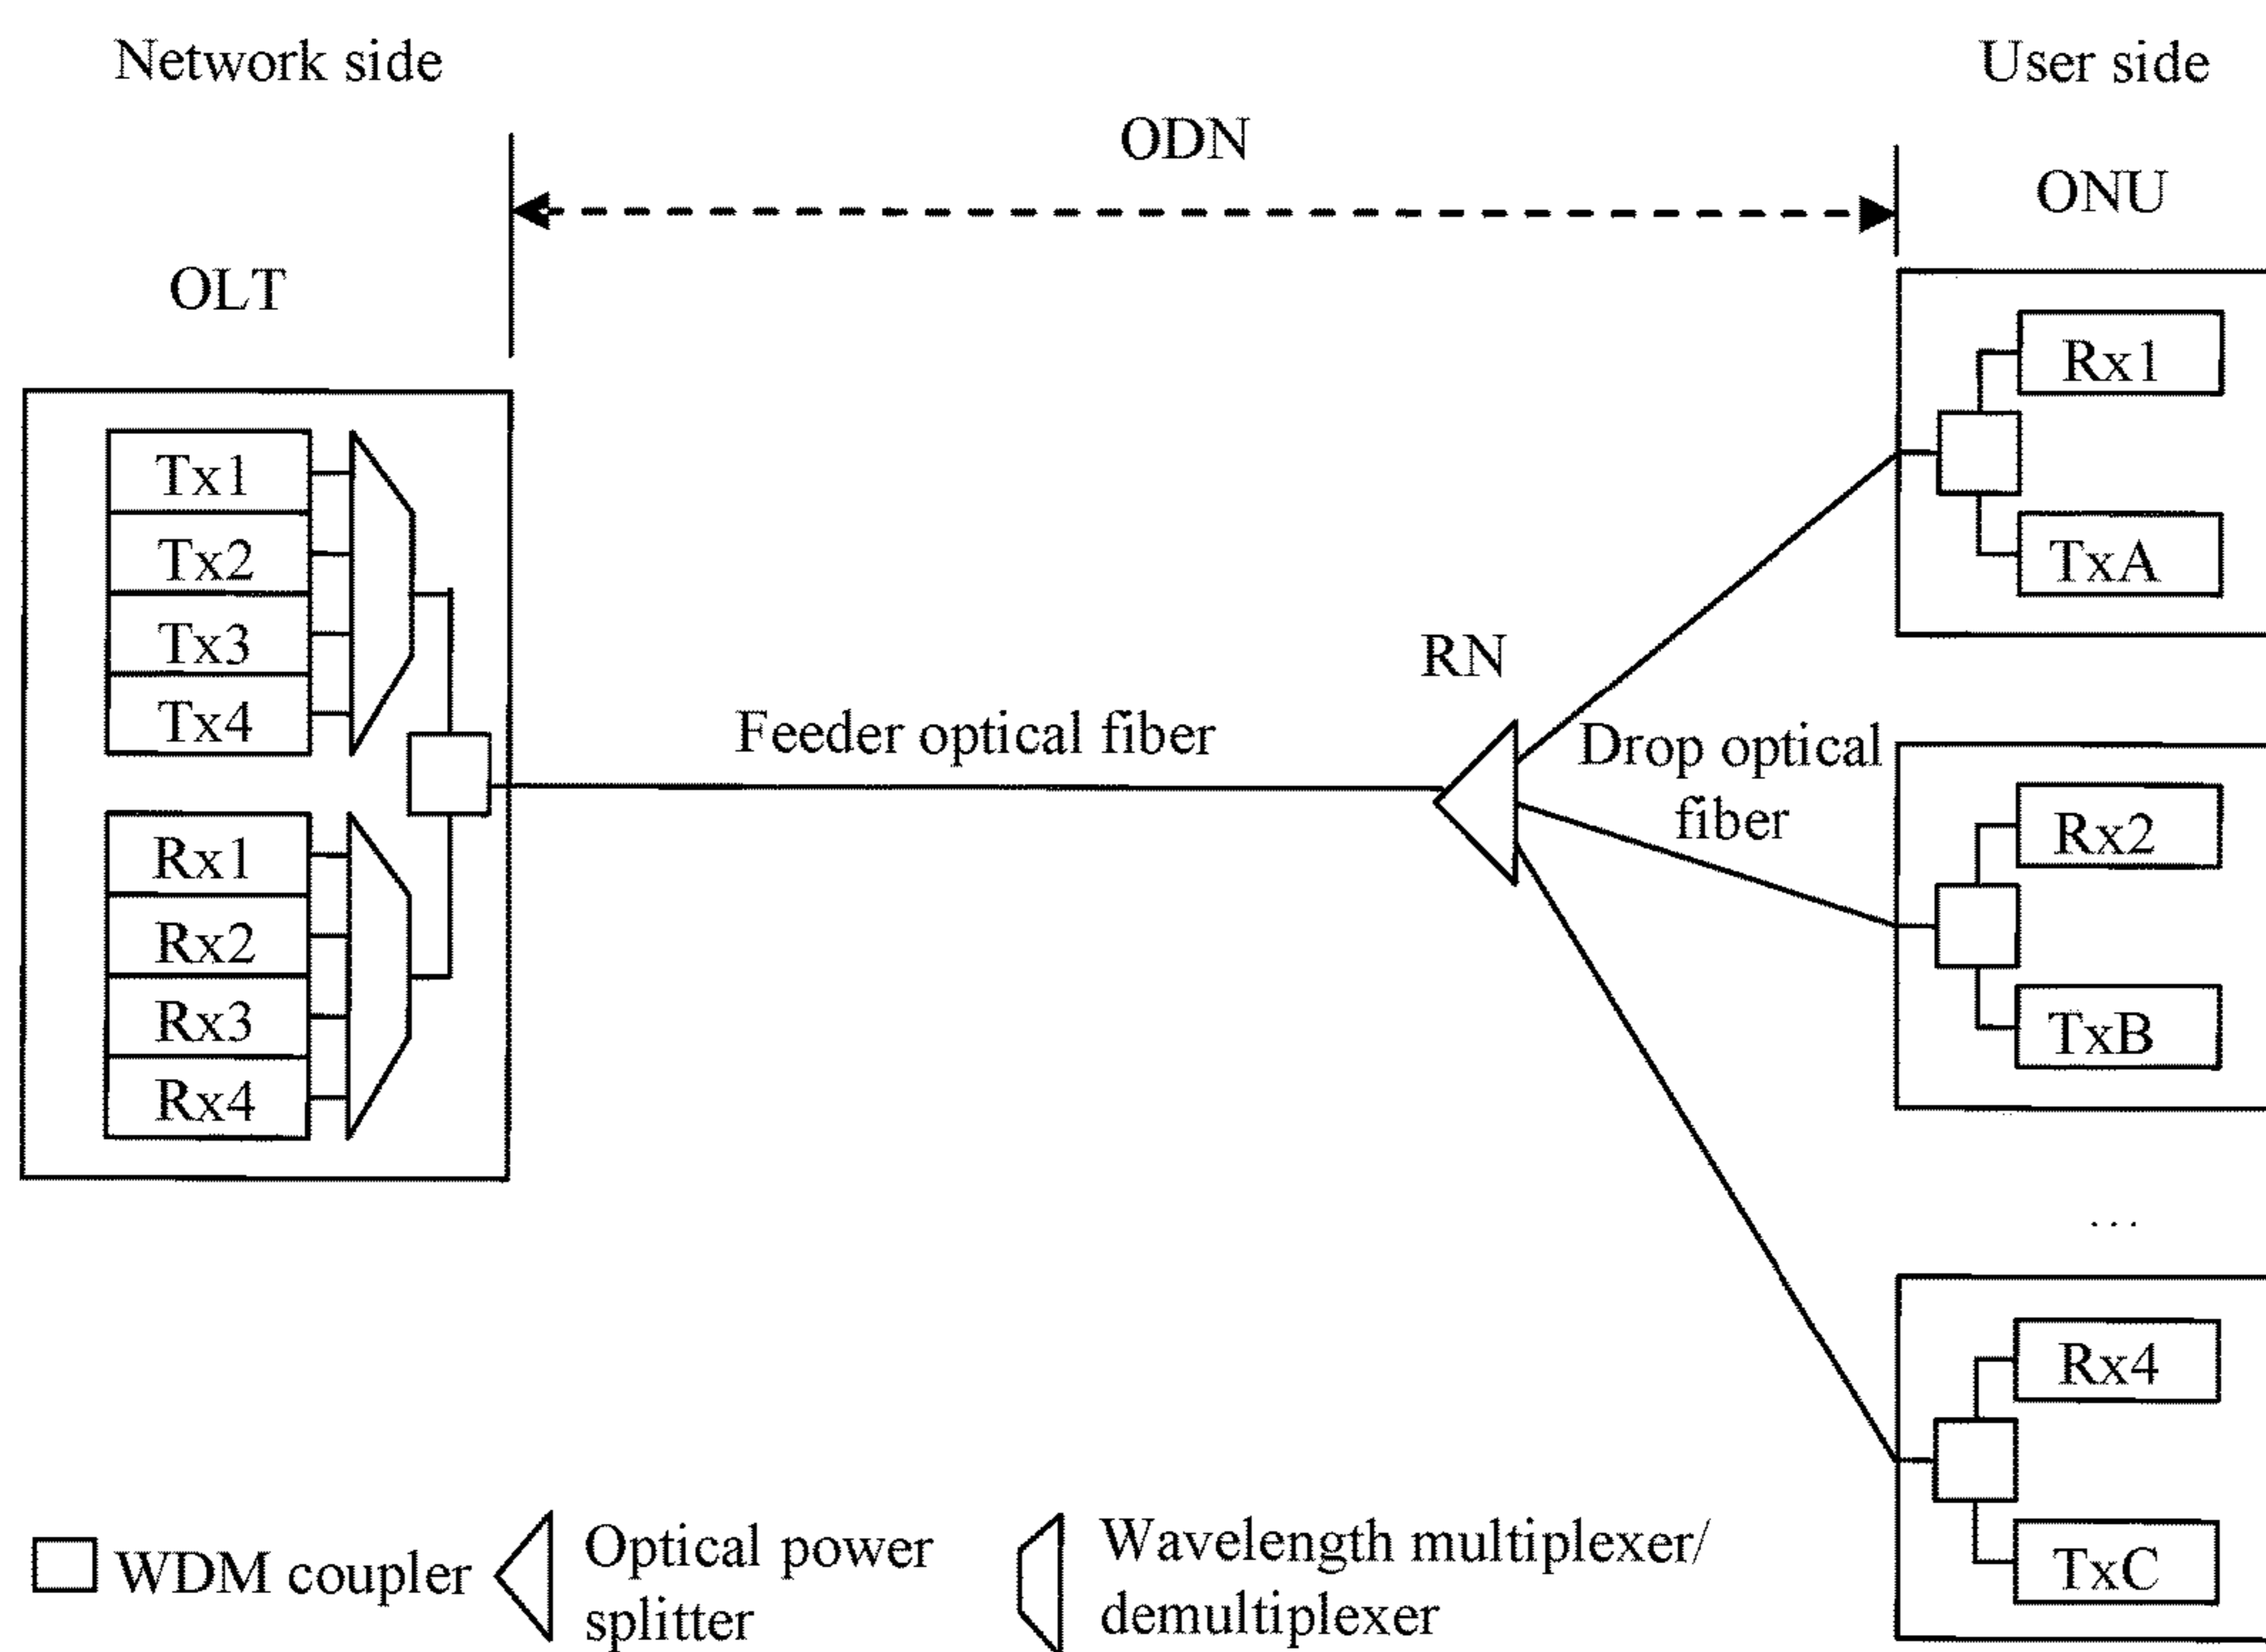 Network side
User side
ODN
ONU
OLT
Tx1
Tx2
Tx3
Tx4
Rx1
Rx2
Rx3
Rx4
Feeder optical fiber
RN
Drop optical
fiber
Rx1
TxA
Rx2
TxB
...
Rx4
TxC
WDM coupler
Optical power
splitter
Wavelength multiplexer/
demultiplexer